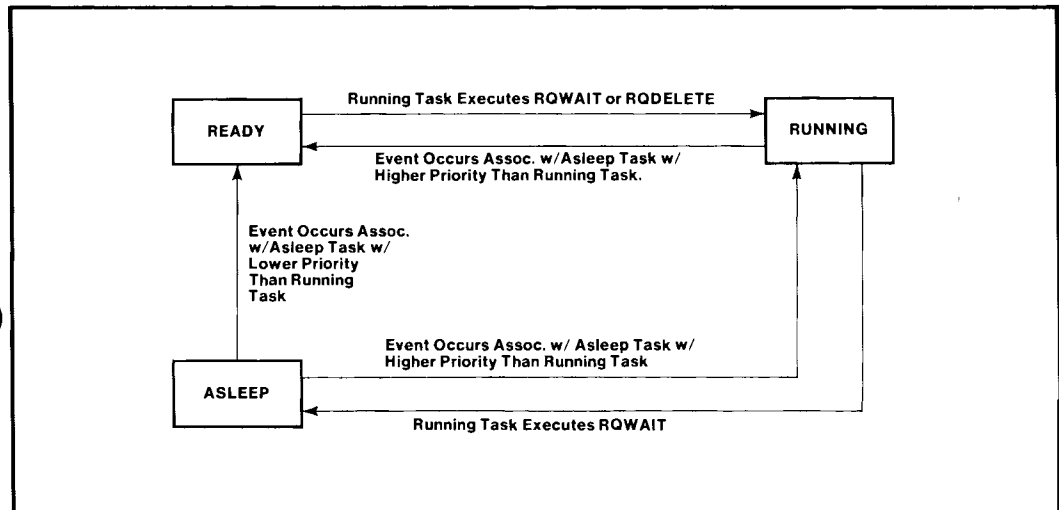 Running Task Executes RQWAIT or RQDELETE
READY
RUNNING
Event Occurs Assoc. w/Asleep Task w/
Higher Priority Than Running Task.
Event Occurs Assoc.
w/Asleep Task w/
Lower Priority
Than Running
Task
Event Occurs Assoc. w/ Asleep Task w/
Higher Priority Than Running Task
ASLEEP
Running Task Executes RQWAIT